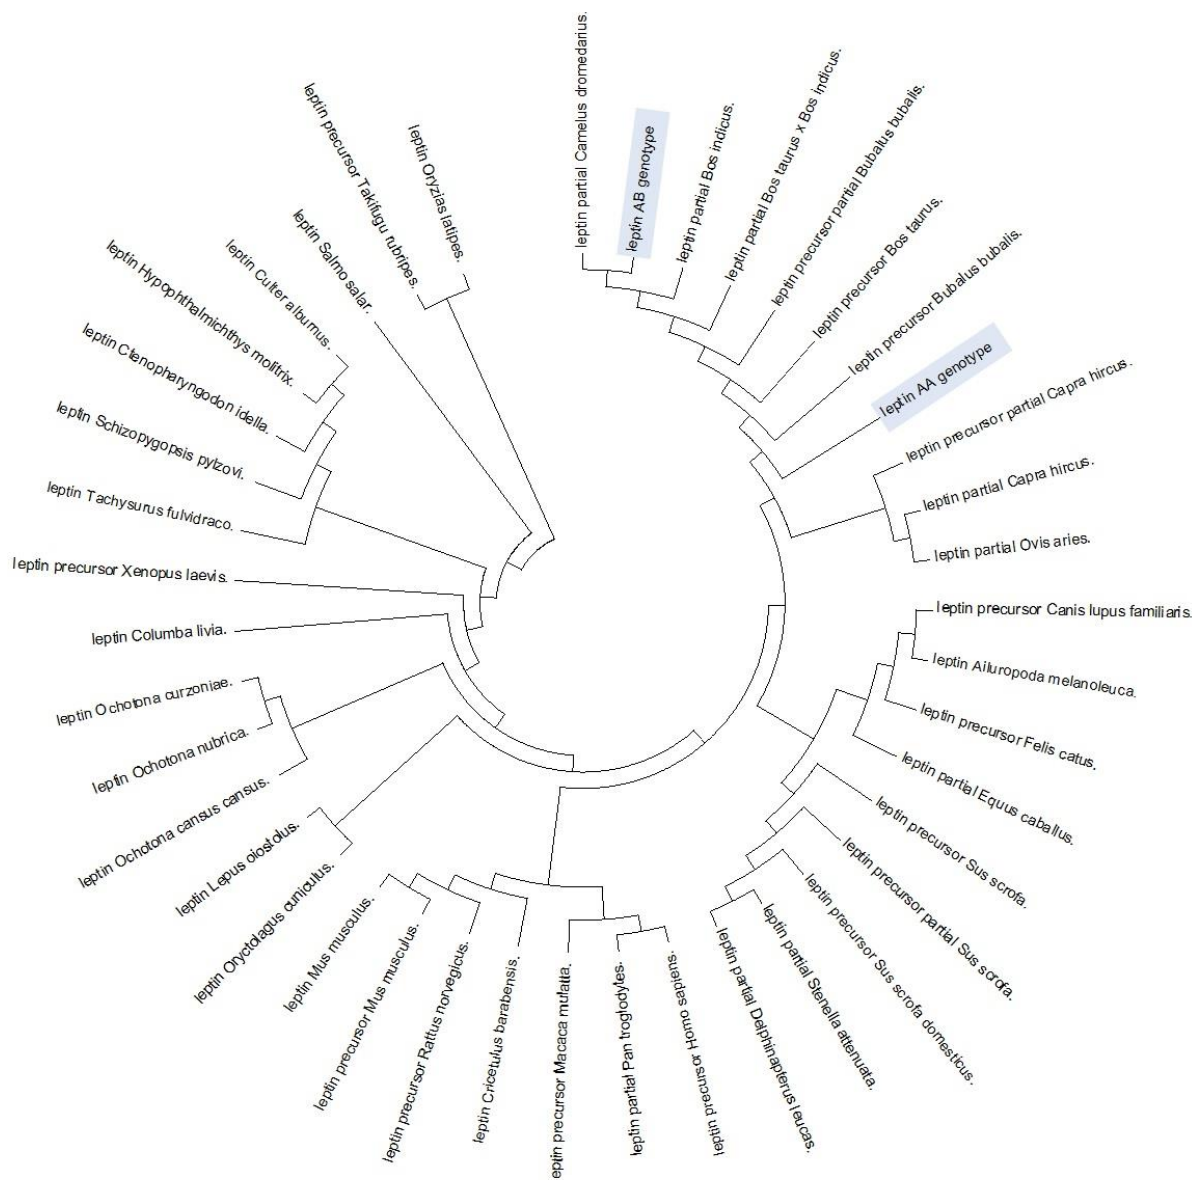 leptin partial Camelus dromedarius.
leptin AB genotype
leptin partial Bos indicus.
leptin partial Bos taurus x Bos indicus.
leptin precursor partial Bubalus bubalis.
leptin precursor Bos taurus.
leptin precursor Bubalus bubalis.
leptin AA genotype
leptin precursor partial Capra hircus.
leptin partial Capra hircus.
leptin partial Ovis aries.
leptin precursor Canis lupus familiaris.
leptin Ailuropoda melanoleuca.
leptin precursor Felis catus.
leptin partial Equus caballus.
leptin precursor Sus scrofa.
leptin precursor partial Sus scrofa.
leptin precursor Sus scrofa domesticus.
leptin partial Stenella attenuata.
leptin partial Delphinapterus leucas.
leptin precursor Homo sapiens.
leptin partial Pan troglodytes.
eptin precursor Macaca mulatta.
leptin Cricetulus barabensis.
leptin precursor Rattus norvegicus.
leptin precursor Mus musculus.
leptin Mus musculus.
leptin Oryctolagus cuniculus.
leptin Lepus oiostolus.
leptin Ochotona cansus cansus.
leptin Ochotona nubrica.
leptin Ochotona curzoniae.
leptin Columba livia.
leptin precursor Xenopus laevis.
leptin Tachysurus fulvidraco.
leptin Schizopygopsis pylzovi.
leptin Ctenopharyngodon idella.
leptin Hypophthalmichthys molitrix.
leptin Culter alburnus.
leptin Salmo salar.
leptin precursor Takifugu rubripes.
leptin Oryzias latipes.